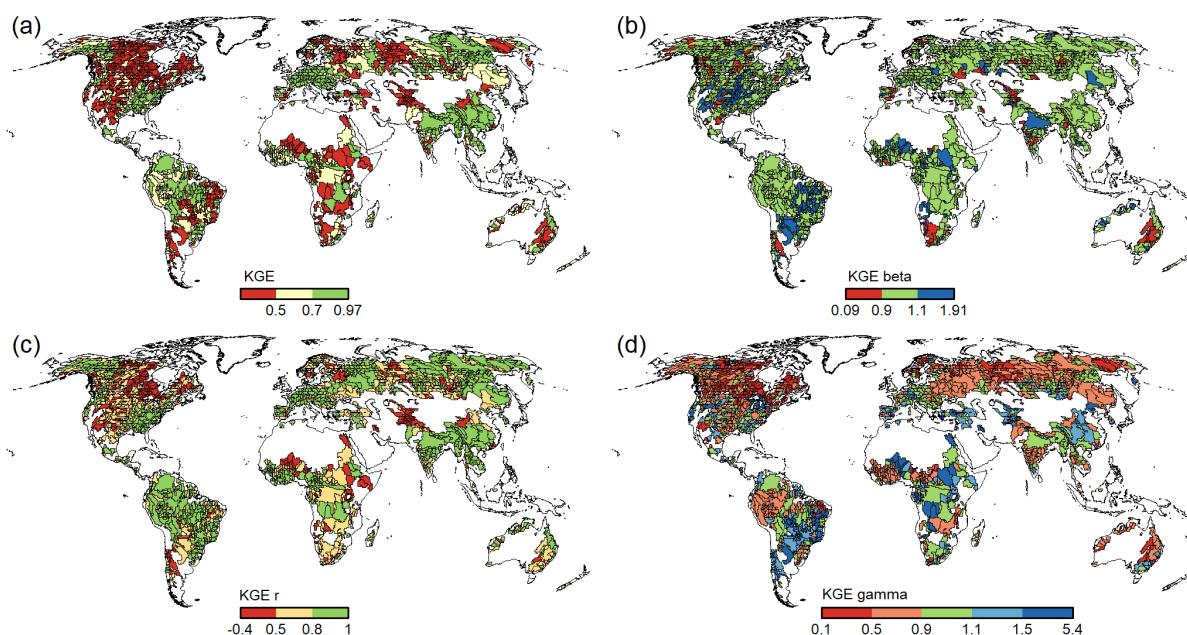 (a)
(b)
KGE
0.5 0.7 0.97
KGE beta
0.09 0.9 1.1 1.91
(c)
(d)
KGE r
-0.4 0.5 0.8 1
KGE gamma
0.1 0.5 0.9 1.1 1.5 5.4